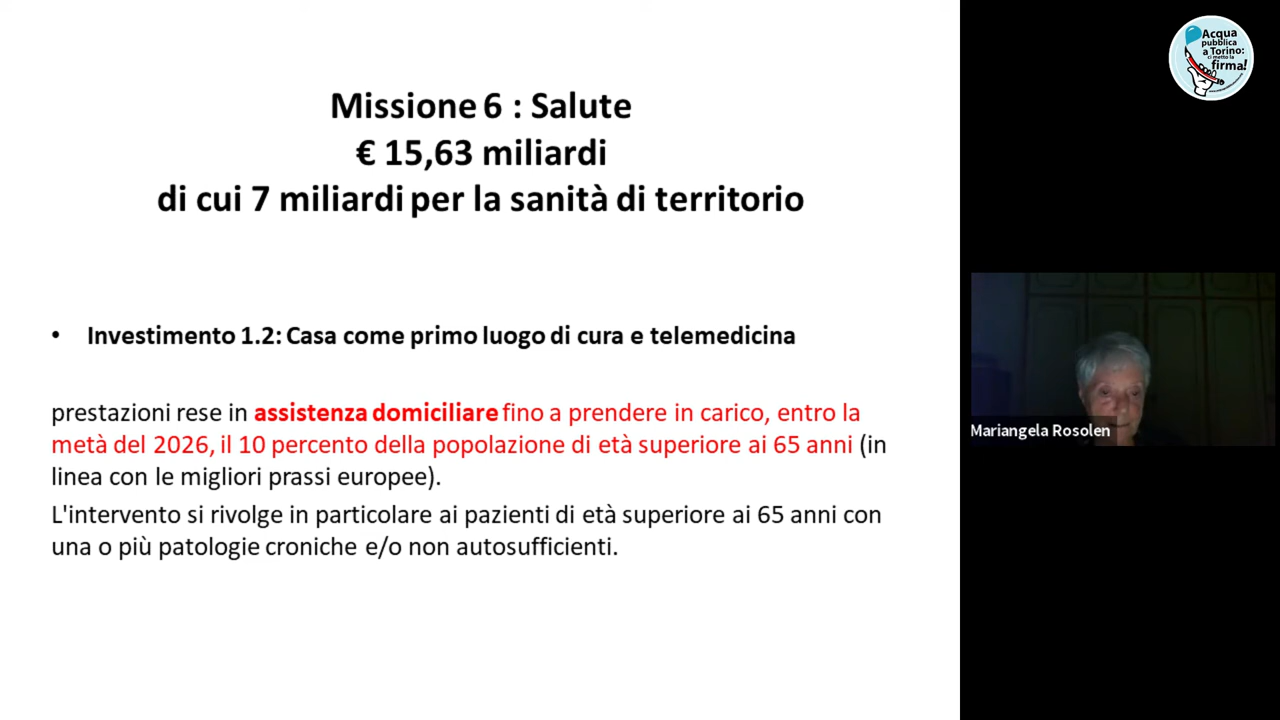 Missione 6 : Salute
€ 15,63 miliardi
di cui 7 miliardi per la sanità di territorio
• Investimento 1.2: Casa come primo luogo di cura e telemedicina
prestazioni rese in assistenza domiciliare fino a prendere in carico, entro la
metà del 2026, il 10 percento della popolazione di età superiore ai 65 anni (in
linea con le migliori prassi europee).
L'intervento si rivolge in particolare ai pazienti di età superiore ai 65 anni con
una o più patologie croniche e/o non autosufficienti.
Acqua
pubblica
a Torino:
ci metto la
firma!
Mariangela Rosolen